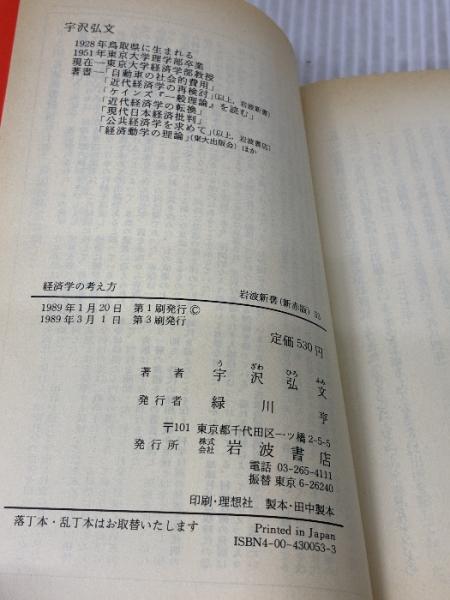 宇沢弘文
1928年鳥取県に生まれる
1951年東京大学理学部卒業
現在―東京大学経済学部教授
著書―「自動車の社会的費用」
「近代経済学の再検討」(以上,岩波新書)
「ケインズ『一般理論』を読む」
「近代経済学の転換」
「現代日本経済批判」
「公共経済学を求めて」(以上,岩波書店)
「経済動学の理論」(東大出版会)ほか
経済学の考え方
岩波新書(新赤版)53
1989年1月20日 第1刷発行©
1989年3月1日 第3刷発行
定価530円
うざわひろふみ
著者 宇沢弘文
発行者 緑川亨
〒101 東京都千代田区一ツ橋2-5-5
発行所 株式会社 岩波書店
電話 03-265-4111
振替 東京6-26240
印刷・理想社 製本・田中製本
落丁本・乱丁本はお取替いたします
Printed in Japan
ISBN4-00-430053-3